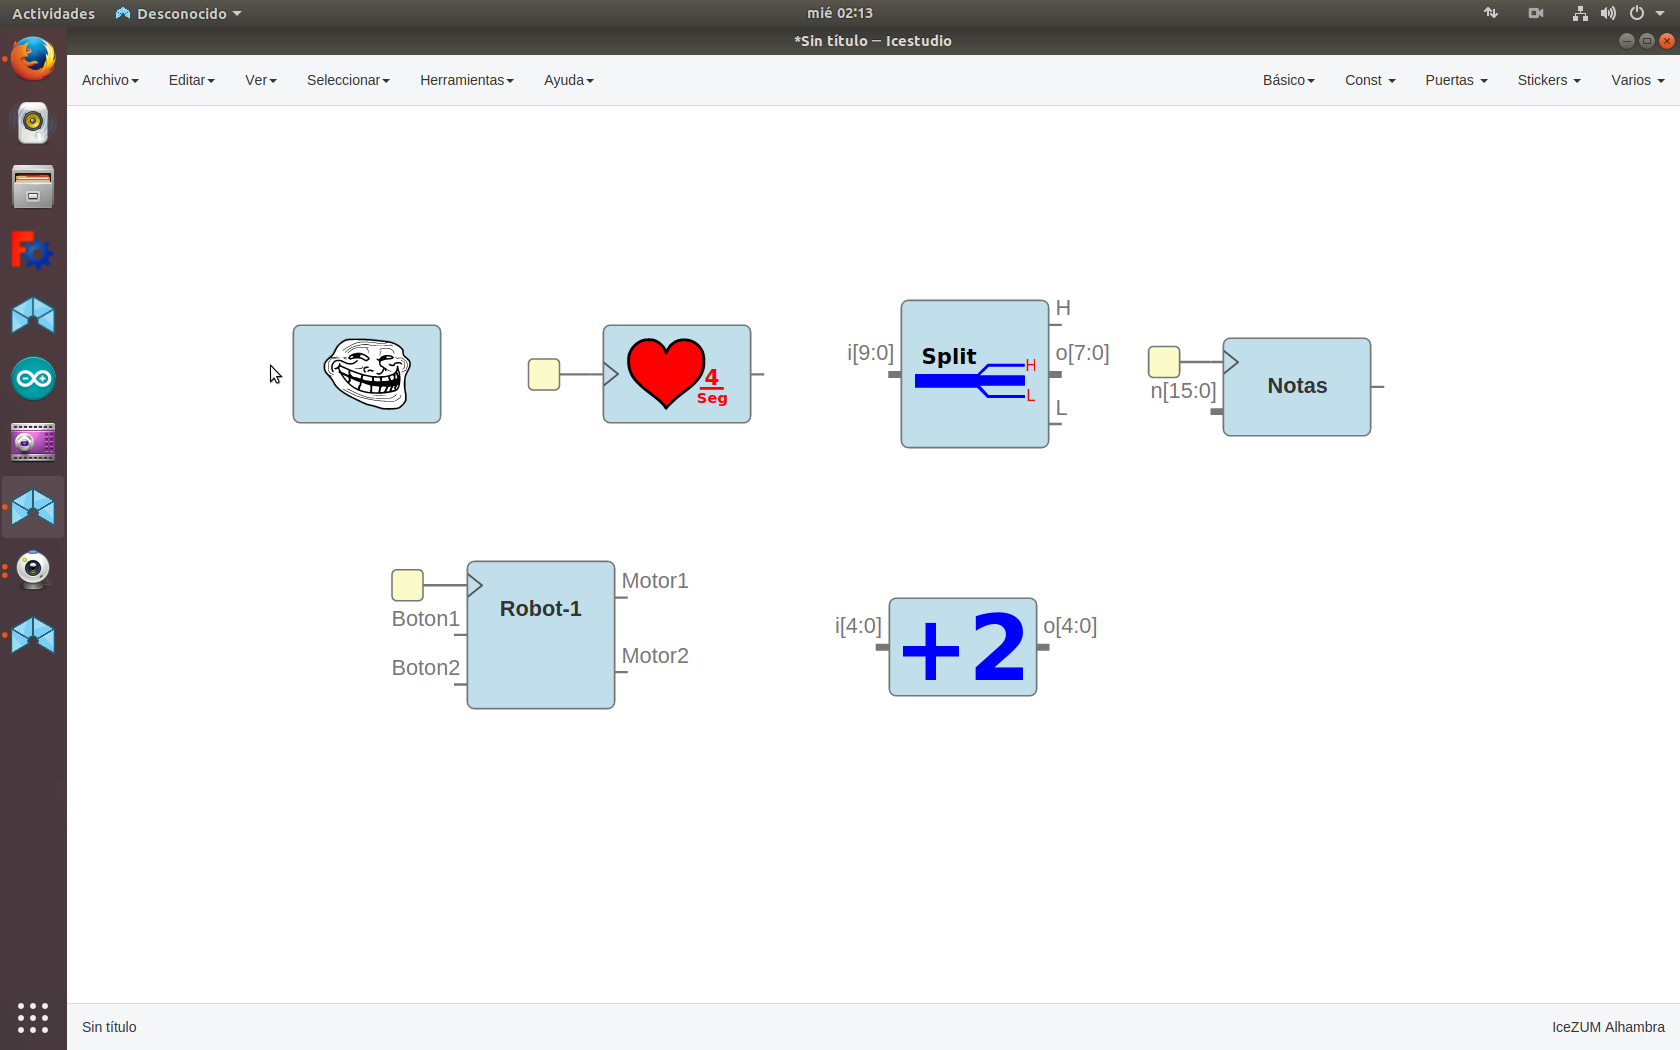 Actividades Desconocido mié 02:13
*Sin título — Icestudio
Archivo Editar Ver Seleccionar Herramientas Ayuda Básico Const Puertas Stickers Varios
4
Seg
i[9:0] Split H L H o[7:0] L
n[15:0] Notas
Boton1 Boton2 Robot-1 Motor1 Motor2
i[4:0] +2 o[4:0]
Sin título IceZUM Alhambra